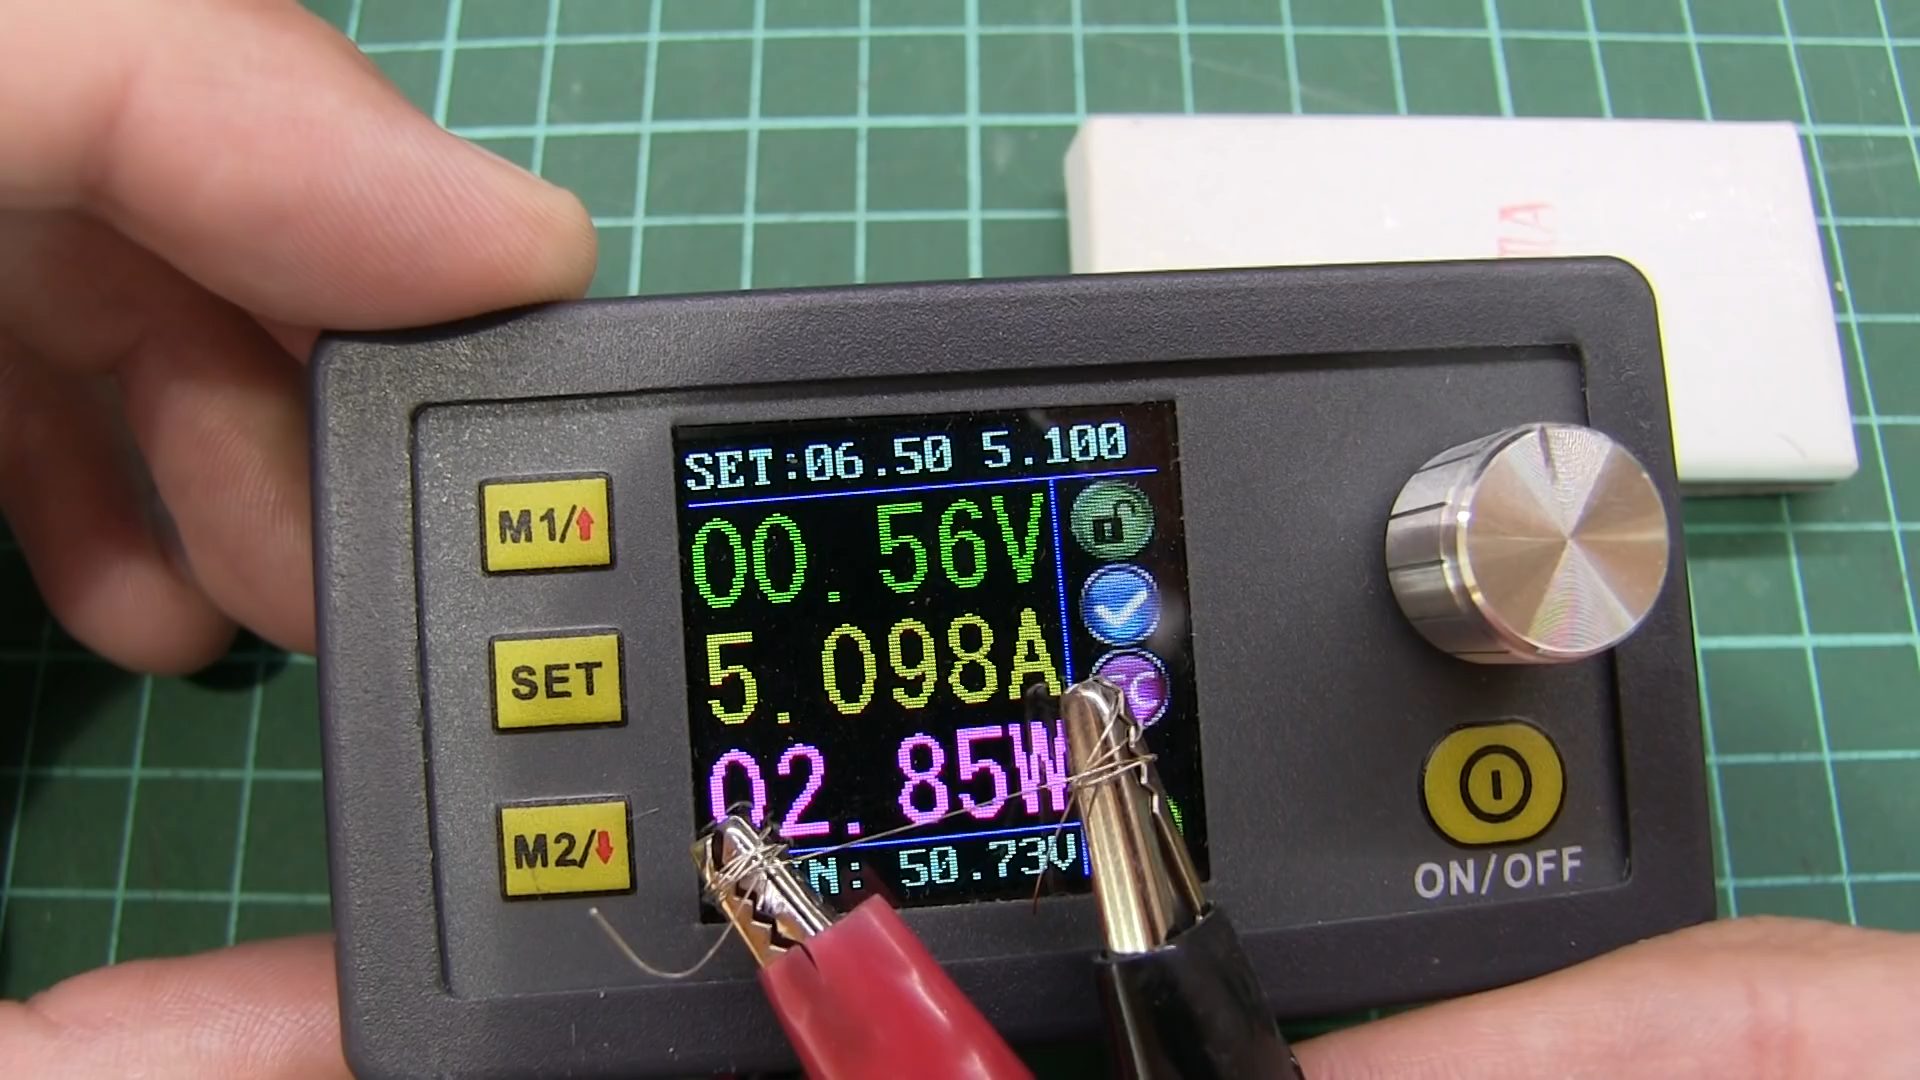 SET:06.50 5.100
00.56V
5.098A
02.85W
50.73V
M1/
SET
M2/
ON/OFF